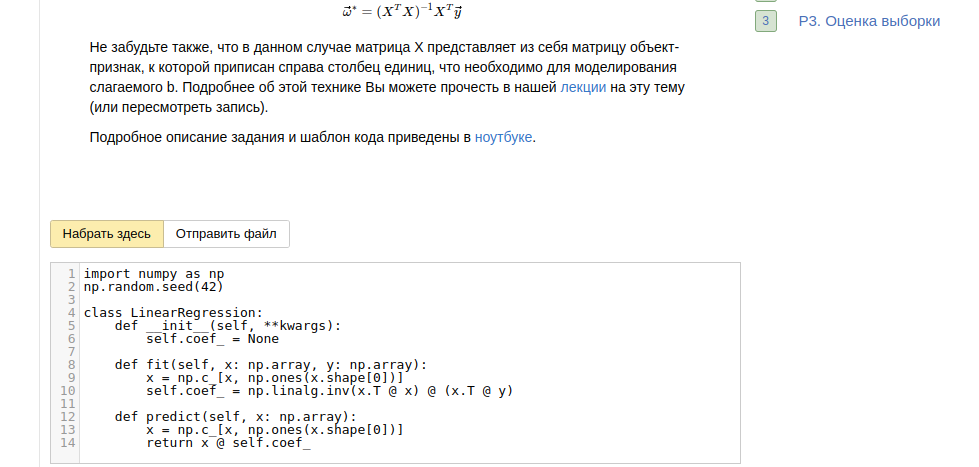 ω⃗* = (XᵀX)⁻¹Xᵀy⃗
3 P3. Оценка выборки
Не забудьте также, что в данном случае матрица X представляет из себя матрицу объект-
признак, к которой приписан справа столбец единиц, что необходимо для моделирования
слагаемого b. Подробнее об этой технике Вы можете прочесть в нашей лекции на эту тему
(или пересмотреть запись).
Подробное описание задания и шаблон кода приведены в ноутбуке.
Набрать здесь Отправить файл
1 import numpy as np
2 np.random.seed(42)
3
4 class LinearRegression:
5     def __init__(self, **kwargs):
6         self.coef_ = None
7
8     def fit(self, x: np.array, y: np.array):
9         x = np.c_[x, np.ones(x.shape[0])]
10         self.coef_ = np.linalg.inv(x.T @ x) @ (x.T @ y)
11
12     def predict(self, x: np.array):
13         x = np.c_[x, np.ones(x.shape[0])]
14         return x @ self.coef_